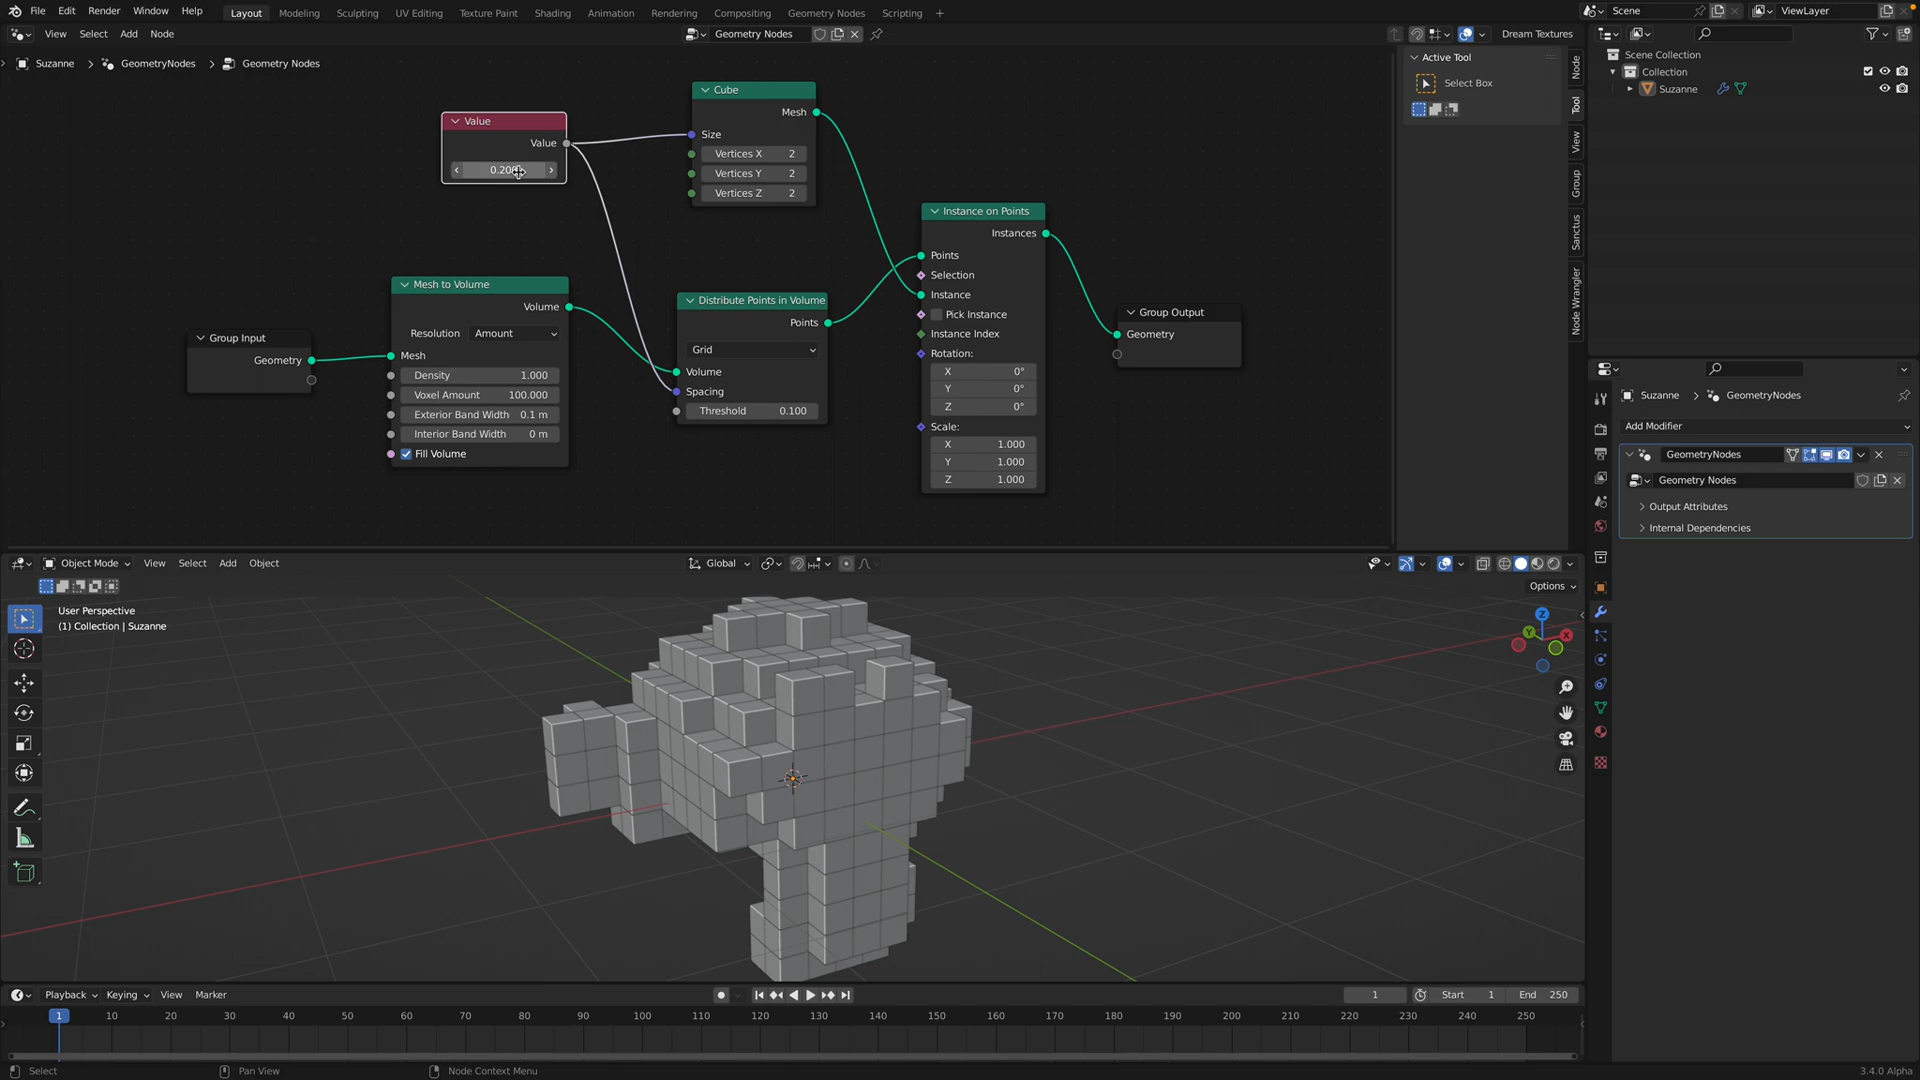 File Edit Render Window Help Layout Modeling Sculpting UV Editing Texture Paint Shading Animation Rendering Compositing Geometry Nodes Scripting + Scene ViewLayer
View Select Add Node Geometry Nodes Dream Textures
Suzanne > GeometryNodes > Geometry Nodes
Active Tool
Select Box
Node
Tool
View
Group
Sanctus
Node Wrangler
Scene Collection
Collection
Suzanne
Value
Value
Cube
Mesh
Size
Vertices X 2
Vertices Y 2
Vertices Z 2
Mesh to Volume
Volume
Resolution Amount
Mesh
Density 1.000
Voxel Amount 100.000
Exterior Band Width 0.1 m
Interior Band Width 0 m
Fill Volume
Group Input
Geometry
Distribute Points in Volume
Points
Grid
Volume
Spacing
Threshold 0.100
Instance on Points
Instances
Points
Selection
Instance
Pick Instance
Instance Index
Rotation:
X 0°
Y 0°
Z 0°
Scale:
X 1.000
Y 1.000
Z 1.000
Group Output
Geometry
Suzanne > GeometryNodes
Add Modifier
GeometryNodes
Geometry Nodes
Output Attributes
Internal Dependencies
Object Mode View Select Add Object Global
Options
User Perspective
(1) Collection | Suzanne
Z
Y
X
Playback Keying View Marker 1 Start 1 End 250
1 10 20 30 40 50 60 70 80 90 100 110 120 130 140 150 160 170 180 190 200 210 220 230 240 250
Select Pan View Node Context Menu 3.4.0 Alpha